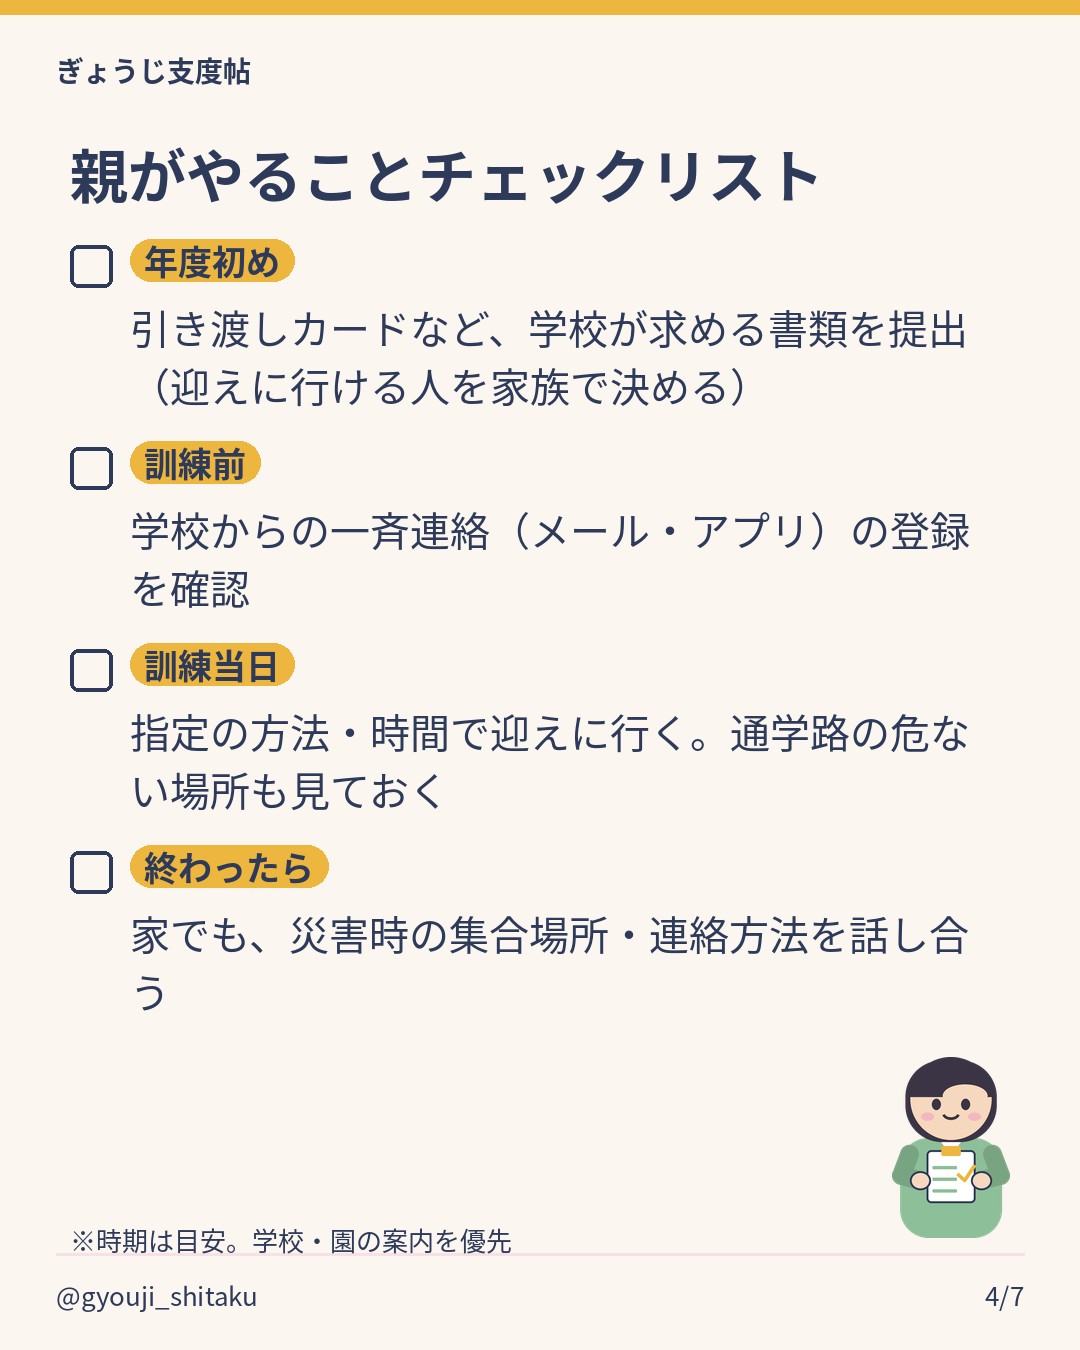 ぎょうじ支度帖
親がやることチェックリスト
年度初め
引き渡しカードなど、学校が求める書類を提出
（迎えに行ける人を家族で決める）
訓練前
学校からの一斉連絡（メール・アプリ）の登録
を確認
訓練当日
指定の方法・時間で迎えに行く。通学路の危な
い場所も見ておく
終わったら
家でも、災害時の集合場所・連絡方法を話し合
う
※時期は目安。学校・園の案内を優先
@gyouji_shitaku
4/7